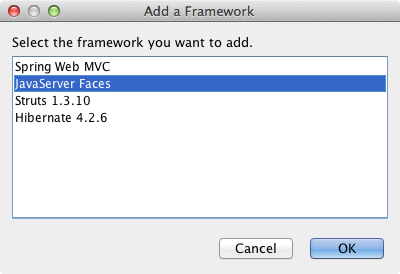 Add a Framework
Select the framework you want to add.
Spring Web MVC
JavaServer Faces
Struts 1.3.10
Hibernate 4.2.6
Cancel
OK